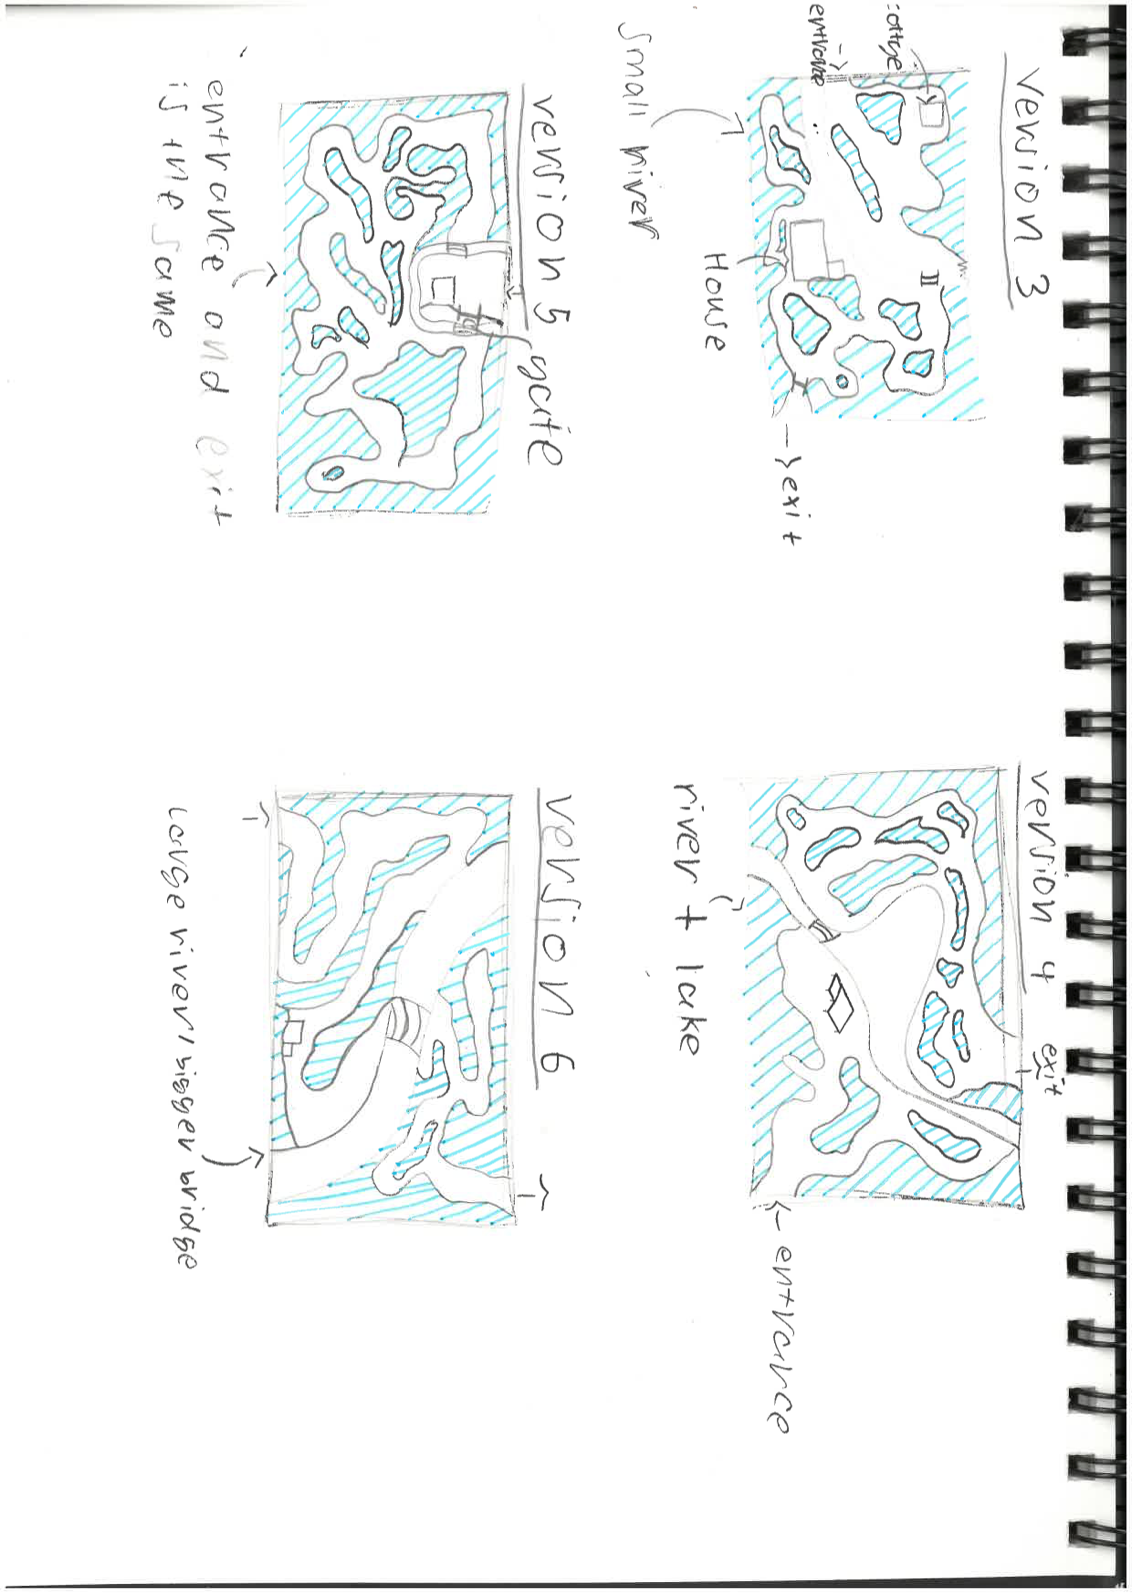 version 3
:ottge
entrance
House
exit
small river
version 4
exit
river + lake
entrance
version 5
gate
entrance and exit
is the same
version 6
Large river/bigger bridge